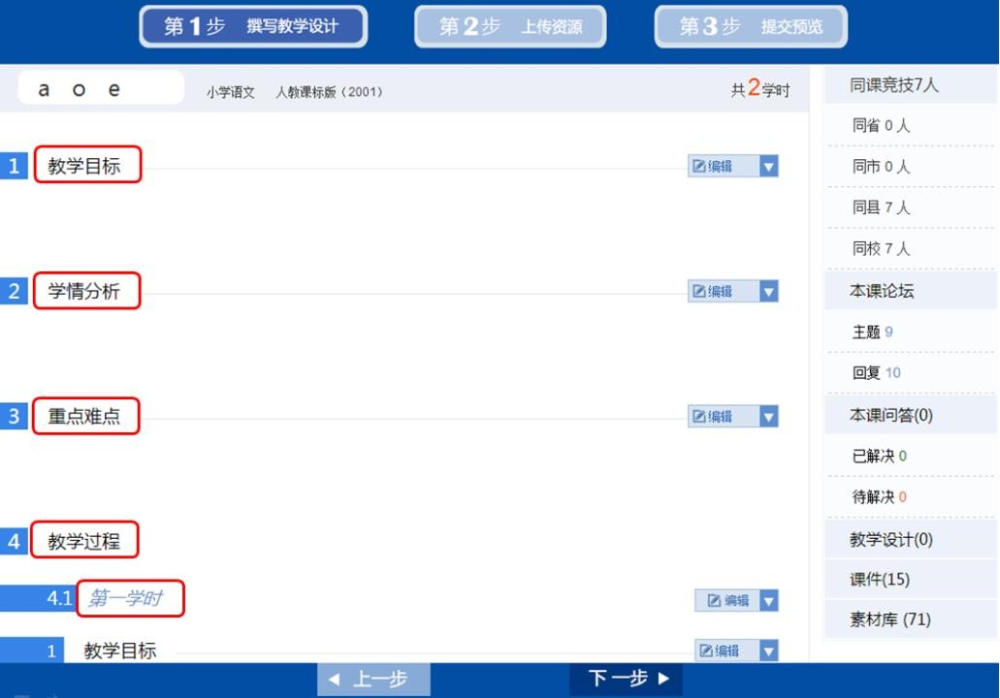 第1步 撰写教学设计
第2步 上传资源
第3步 提交预览
a o e
小学语文 人教课标版（2001）
共2学时
1 教学目标
编辑
2 学情分析
编辑
3 重点难点
编辑
4 教学过程
4.1 第一学时
编辑
1 教学目标
编辑
同课竞技7人
同省 0 人
同市 0 人
同县 7 人
同校 7 人
本课论坛
主题 9
回复 10
本课问答(0)
已解决 0
待解决 0
教学设计(0)
课件(15)
素材库 (71)
上一步
下一步